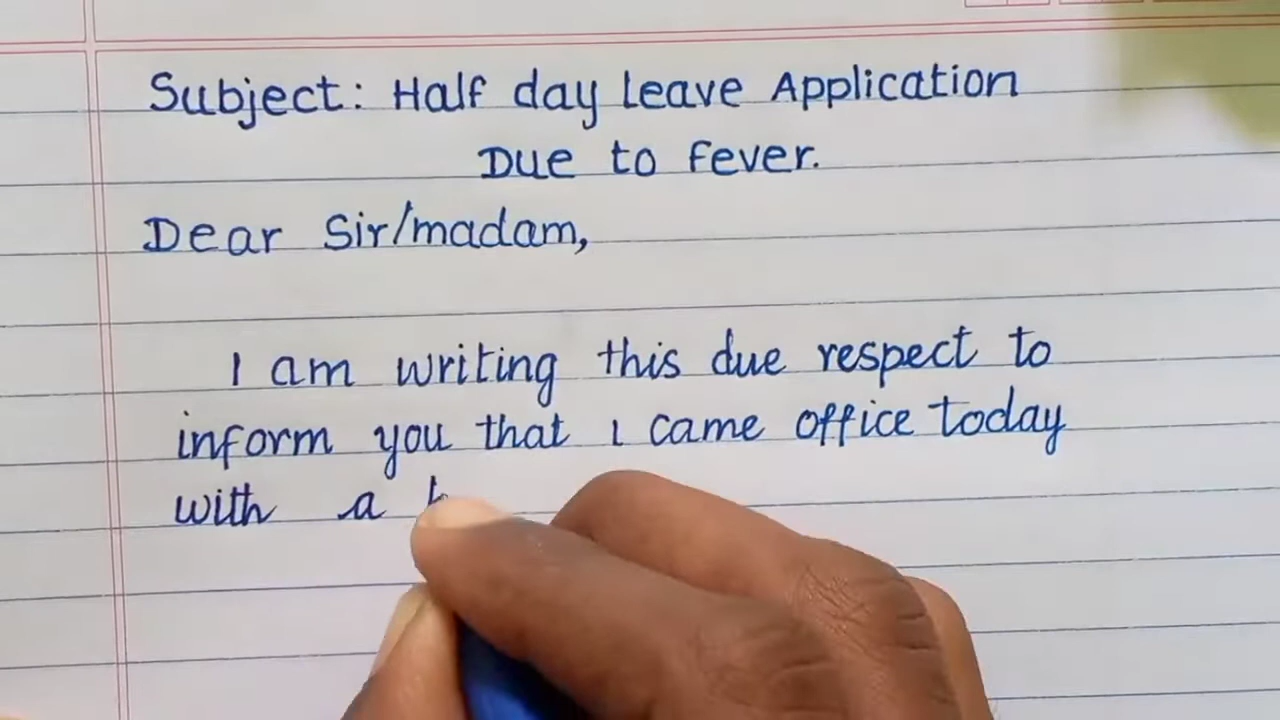 Subject: Half day Leave Application
Due to Fever.
Dear Sir/madam,
I am writing this due respect to
inform you that i came office today
with a